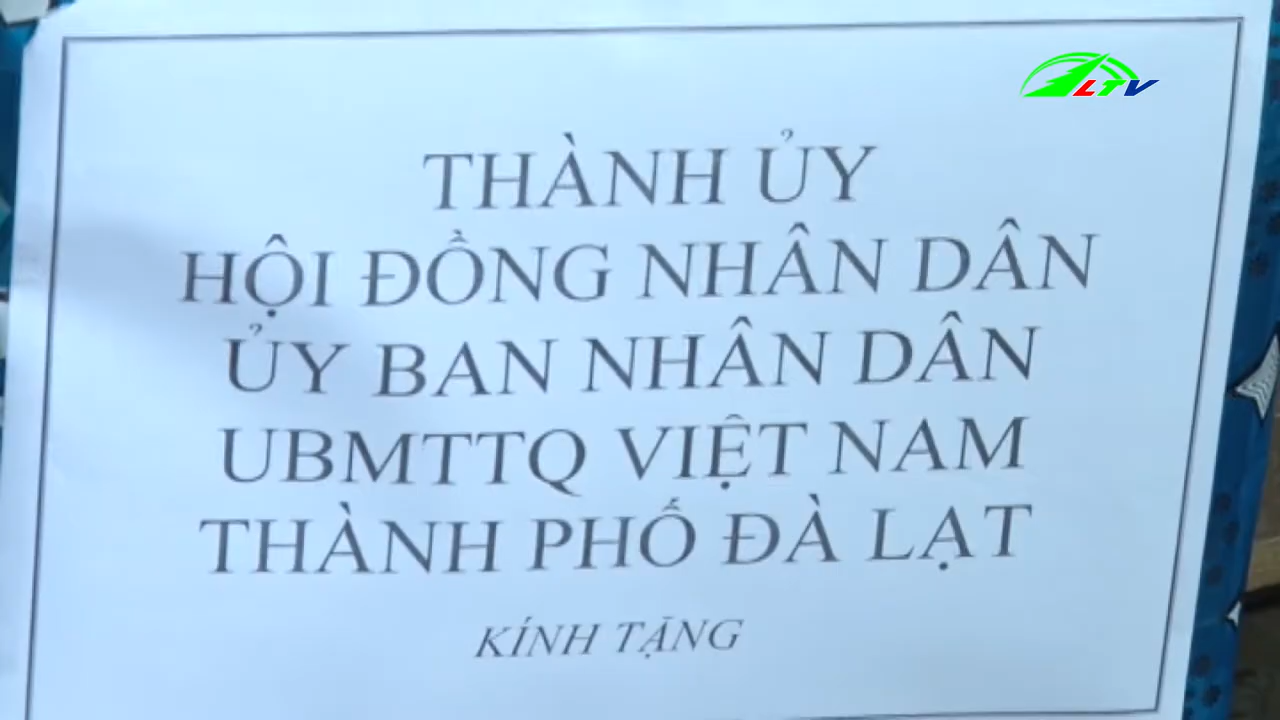 LTV
THÀNH ỦY
HỘI ĐỒNG NHÂN DÂN
ỦY BAN NHÂN DÂN
UBMTTQ VIỆT NAM
THÀNH PHỐ ĐÀ LẠT
KÍNH TẶNG